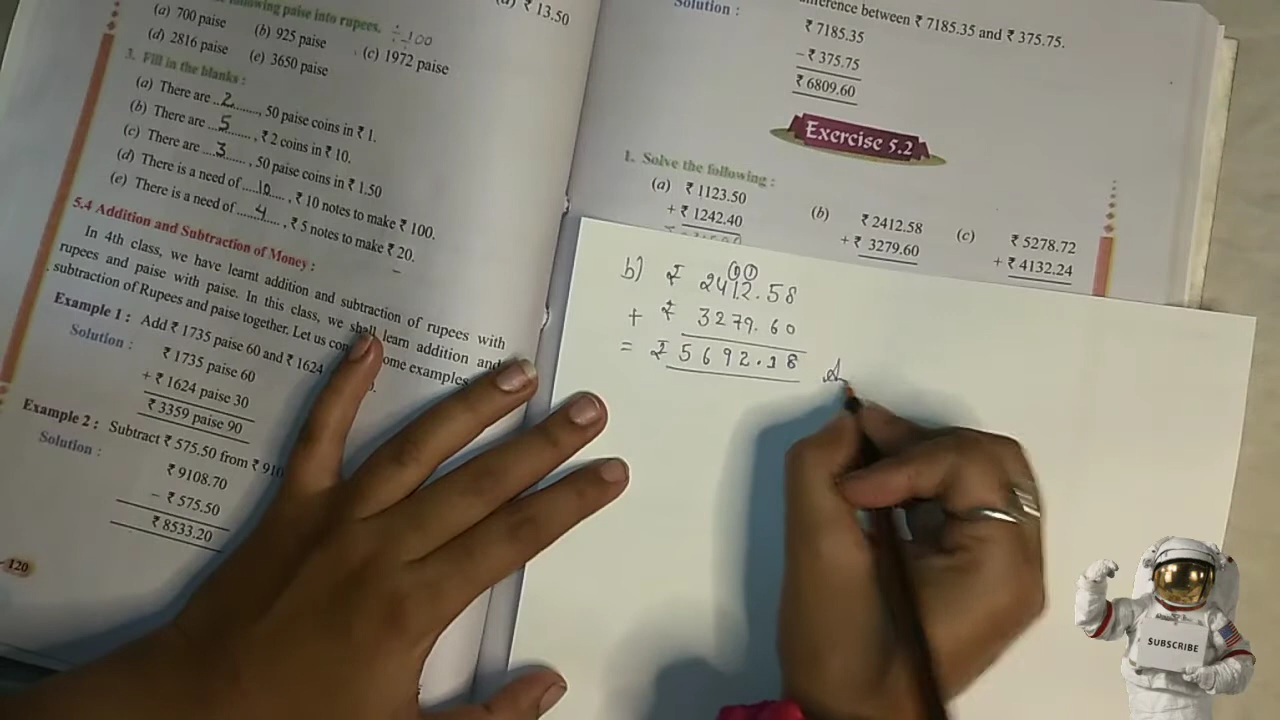 following paise into rupees. ÷ 100
(a) 700 paise (b) 925 paise (c) 1972 paise
(d) 2816 paise (e) 3650 paise
₹ 13.50
3. Fill in the blanks :
(a) There are ..2........, 50 paise coins in ₹ 1.
(b) There are ...5........, ₹ 2 coins in ₹ 10.
(c) There are ....3......., 50 paise coins in ₹ 1.50
(d) There is a need of .....10......, ₹ 10 notes to make ₹ 100.
(e) There is a need of ........4....., ₹ 5 notes to make ₹ 20.
5.4 Addition and Subtraction of Money :
In 4th class, we have learnt addition and subtraction of rupees with
rupees and paise with paise. In this class, we shall learn addition and
subtraction of Rupees and paise together. Let us ome examples
Example 1 : Add ₹ 1735 paise 60 and ₹ 1624
Solution : ₹ 1735 paise 60
+ ₹ 1624 paise 30
₹ 3359 paise 90
Example 2 : Subtract ₹ 575.50 from ₹ 910
Solution : ₹ 9108.70
− ₹ 575.50
₹ 8533.20
120
between ₹ 7185.35 and ₹ 375.75.
Solution :
₹ 7185.35
− ₹ 375.75
₹ 6809.60
Exercise 5.2
1. Solve the following :
(a) ₹ 1123.50
+ ₹ 1242.40
(b) ₹ 2412.58
+ ₹ 3279.60
(c) ₹ 5278.72
+ ₹ 4132.24
b) ₹ 2412.58
+ ₹ 3279.60
= ₹ 5692.18
SUBSCRIBE